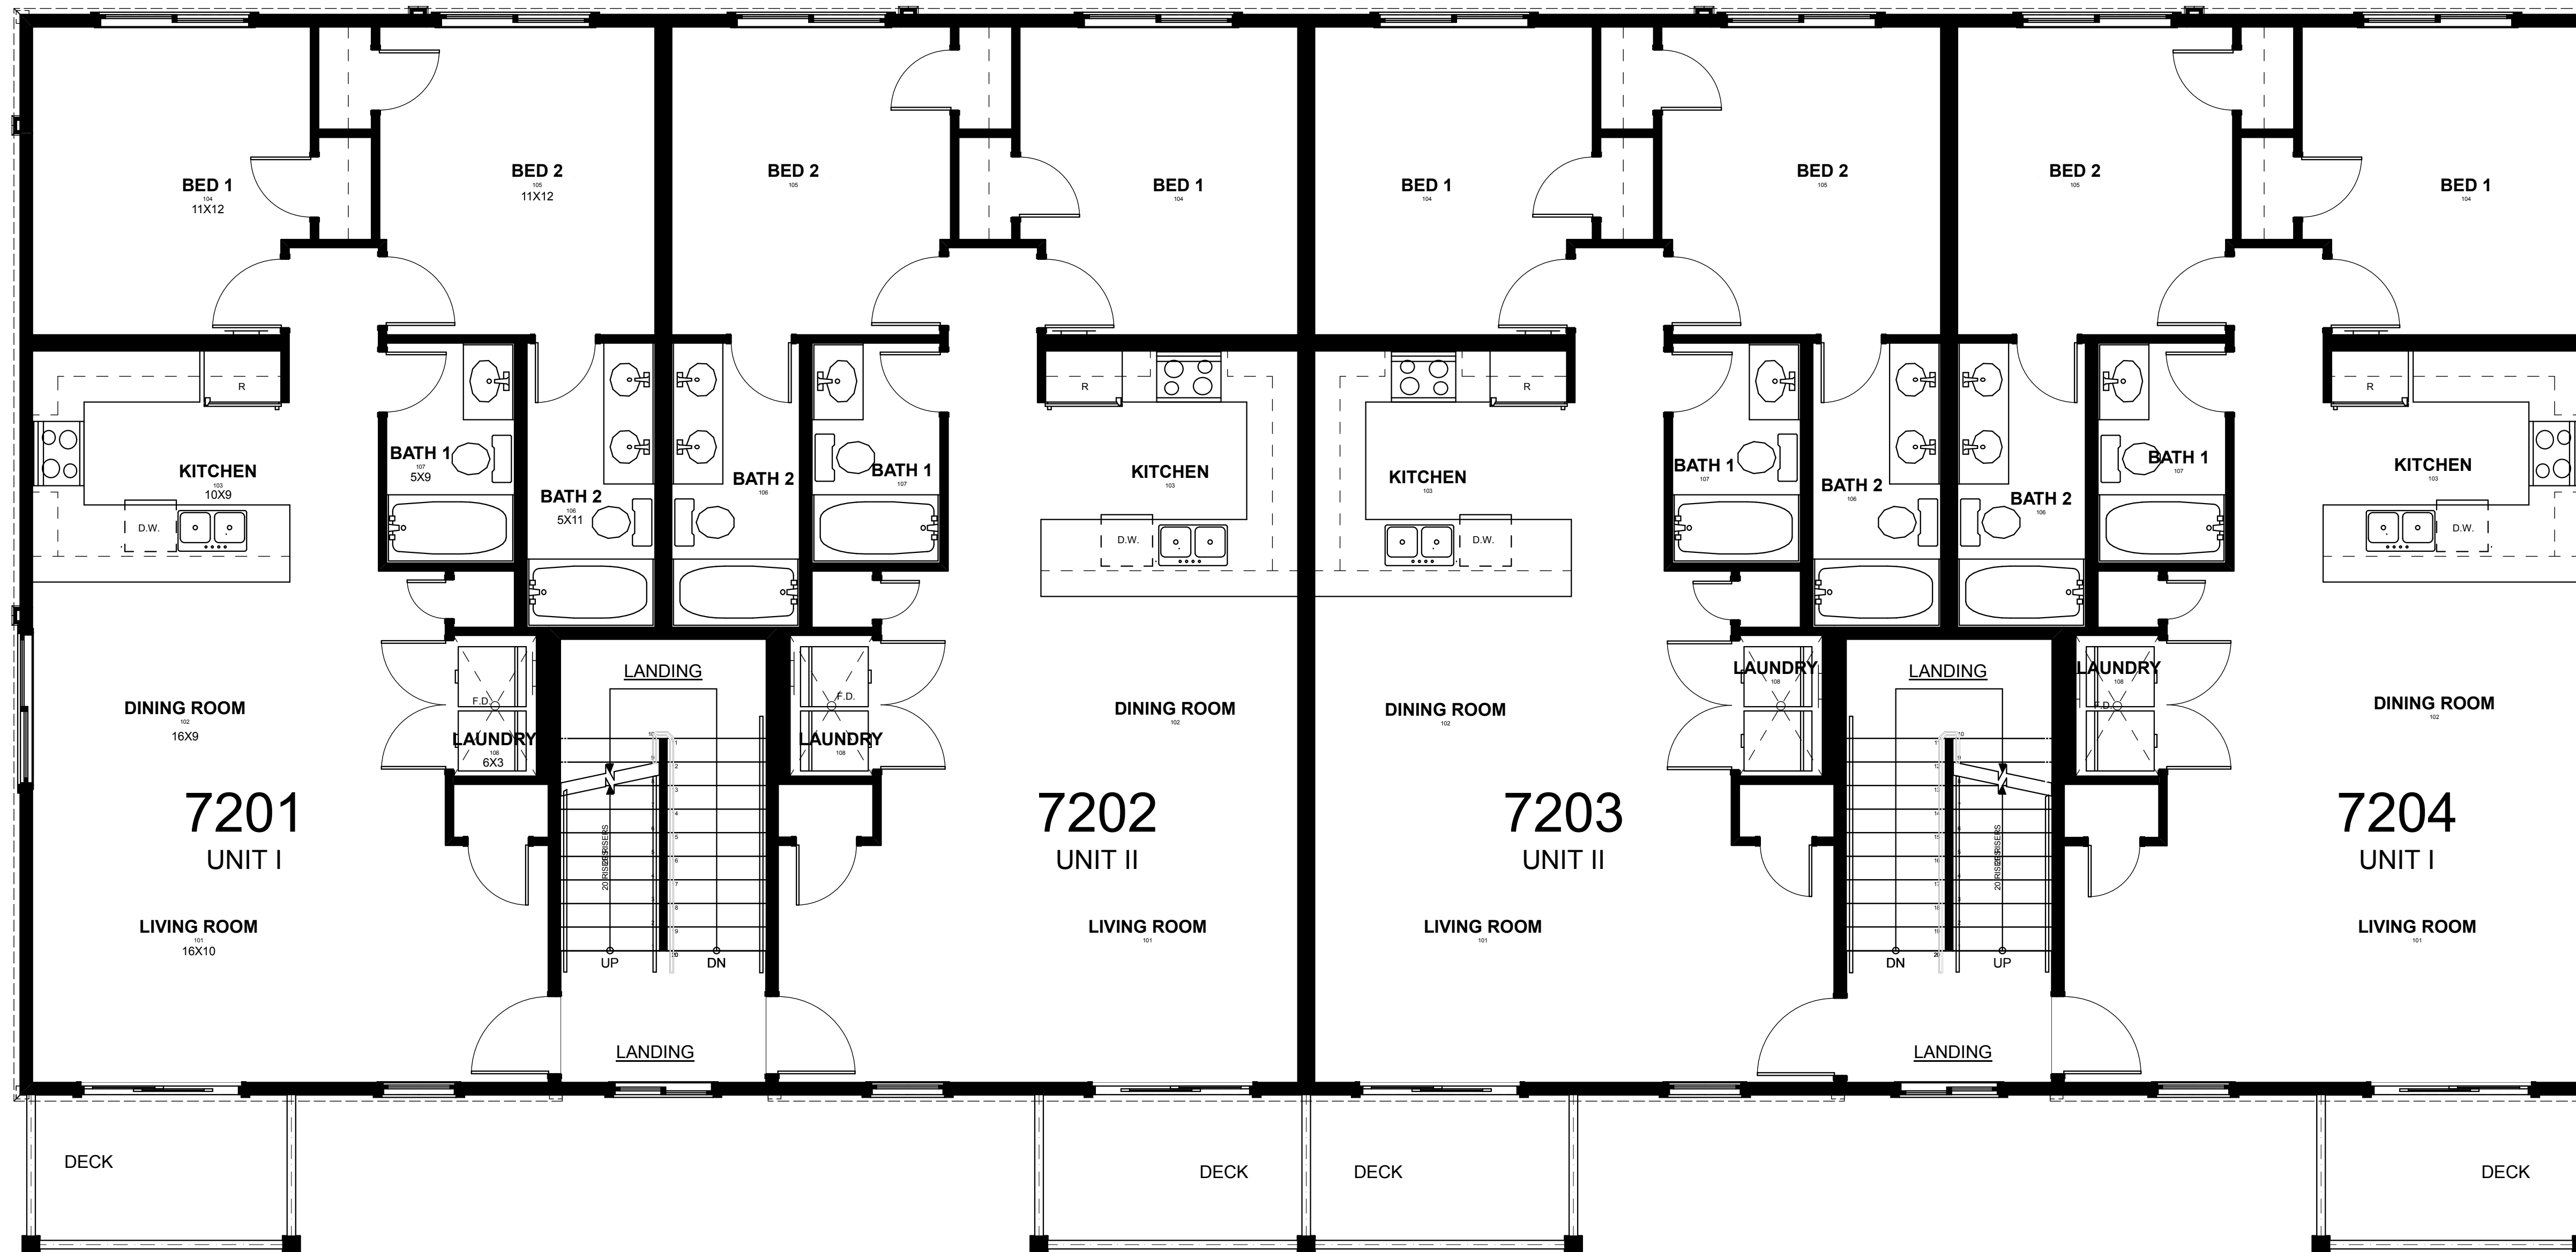 BED 1
104
11X12
BED 2
105
11X12
BED 2
105
BED 1
104
BED 1
104
BED 2
105
BED 2
105
BED 1
104
R
KITCHEN
103
10X9
D.W.
BATH 1
107
5X9
BATH 2
106
5X11
BATH 2
106
BATH 1
107
R
KITCHEN
103
D.W.
R
KITCHEN
103
D.W.
BATH 1
107
BATH 2
106
BATH 2
106
BATH 1
107
R
KITCHEN
103
D.W.
DINING ROOM
102
16X9
F.D.
LAUNDRY
108
6X3
LANDING
F.D.
LAUNDRY
108
DINING ROOM
102
DINING ROOM
102
LAUNDRY
108
LANDING
LAUNDRY
108
F.D.
DINING ROOM
102
7201
UNIT I
7202
UNIT II
7203
UNIT II
7204
UNIT I
LIVING ROOM
101
16X10
UP
DN
LIVING ROOM
101
LIVING ROOM
101
DN
UP
LIVING ROOM
101
LANDING
LANDING
DECK
DECK
DECK
DECK